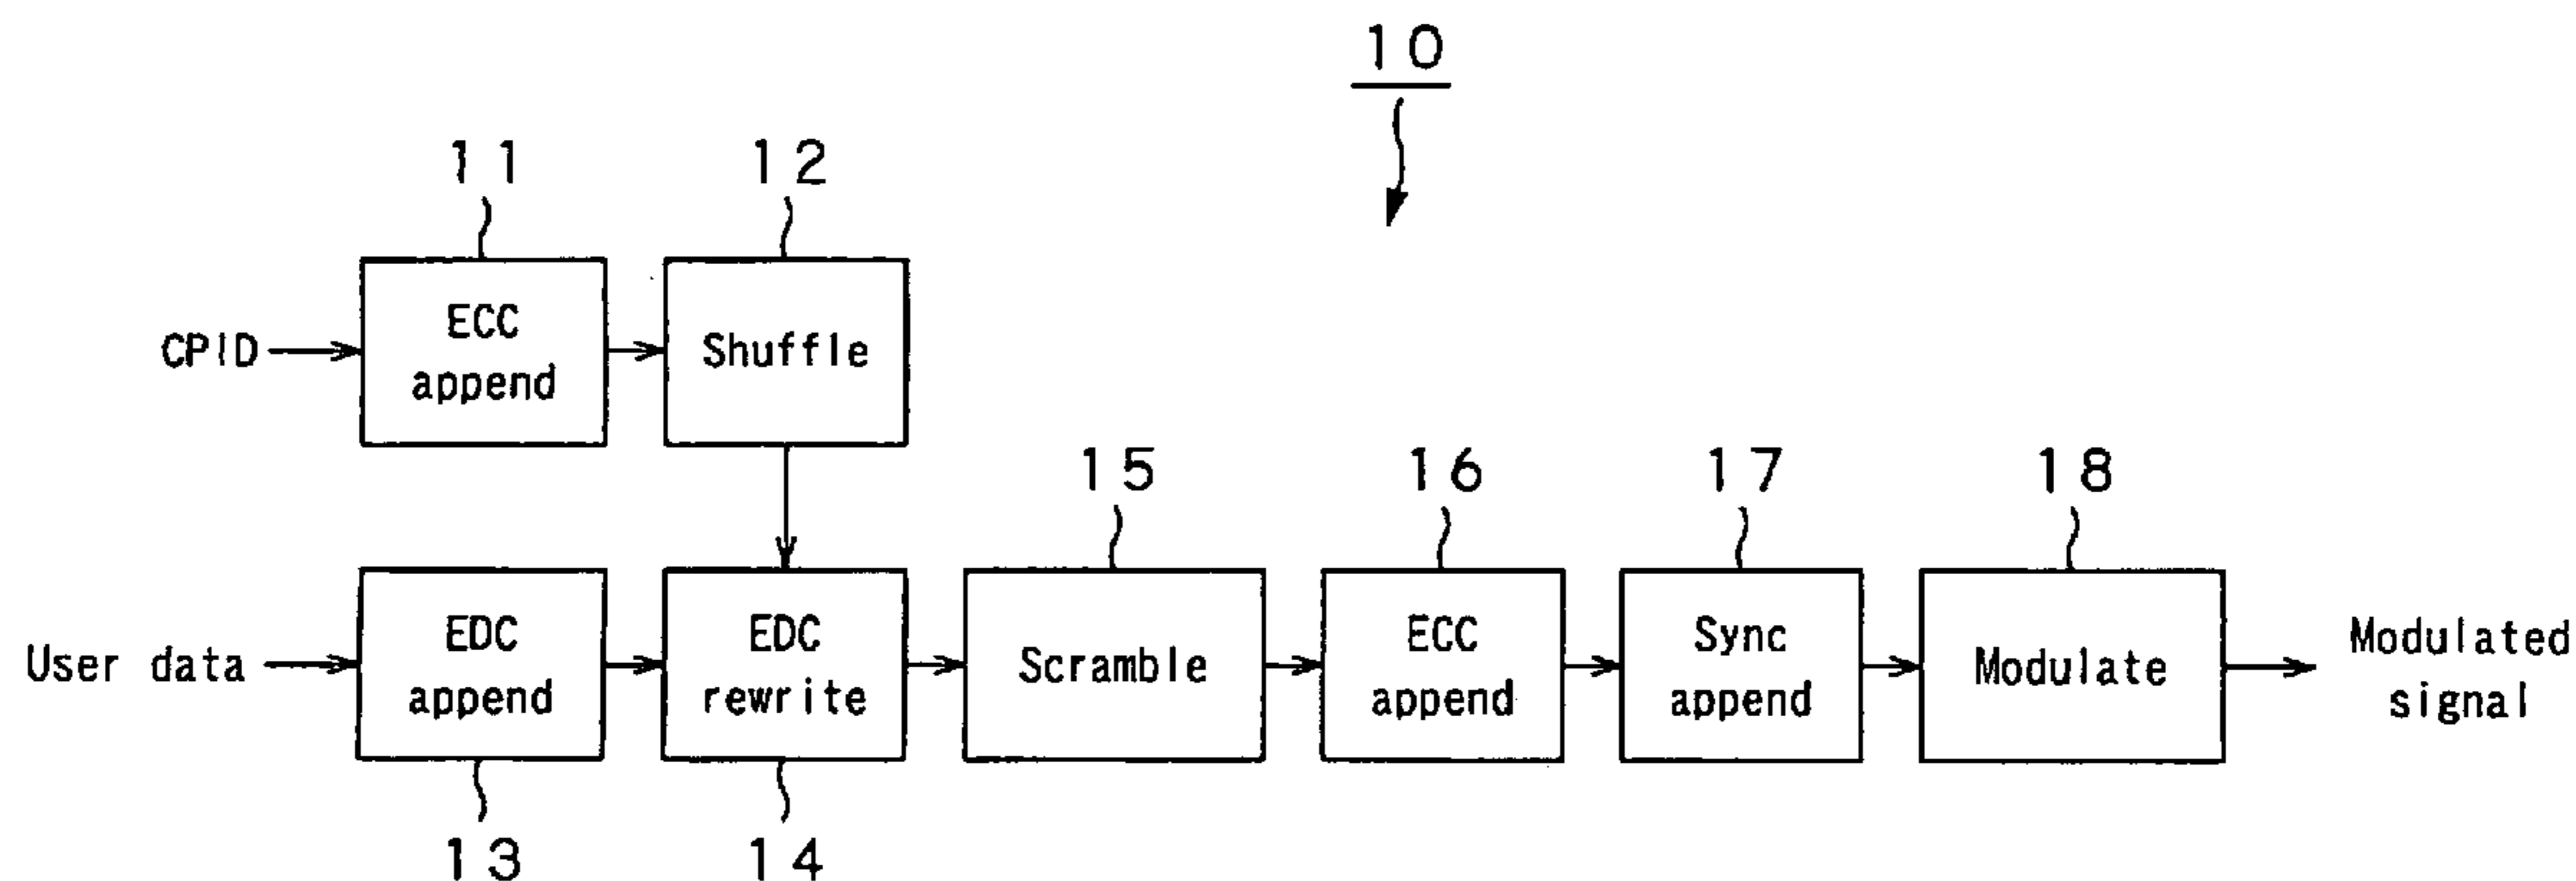 10
11
12
CPID
ECC
append
Shuffle
15
16
17
18
User data
EDC
append
EDC
rewrite
Scramble
ECC
append
Sync
append
Modulate
Modulated
signal
13
14